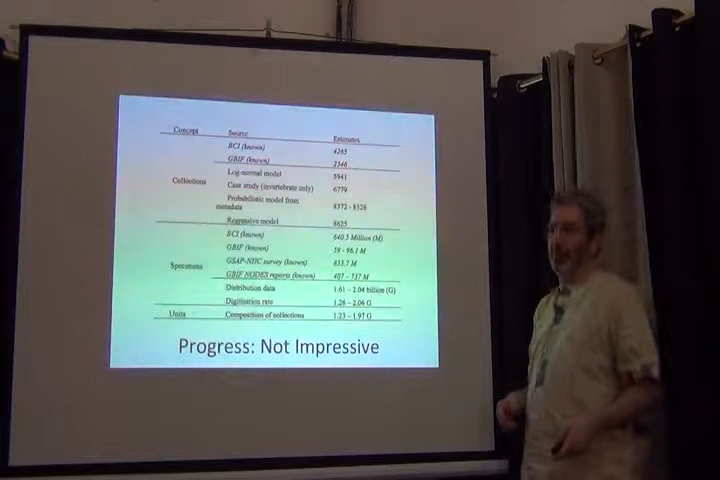 Concept Source Estimates
BCI (known) 4265
GBIF (known) 2346
Log-normal model 5941
Collections Case study (invertebrate only) 6779
Probabilistic model from
metadata 8372 - 8528
Regressive model 8625
BCI (known) 640.5 Million (M)
GBIF (known) 59 - 96.1 M
Specimens GSAP-NHC survey (known) 833.7 M
GBIF NODES reports (known) 407 – 737 M
Distribution data 1.61 – 2.04 billion (G)
Digitisation rate 1.26 – 2.06 G
Units Composition of collections 1.23 – 1.97 G
Progress: Not Impressive